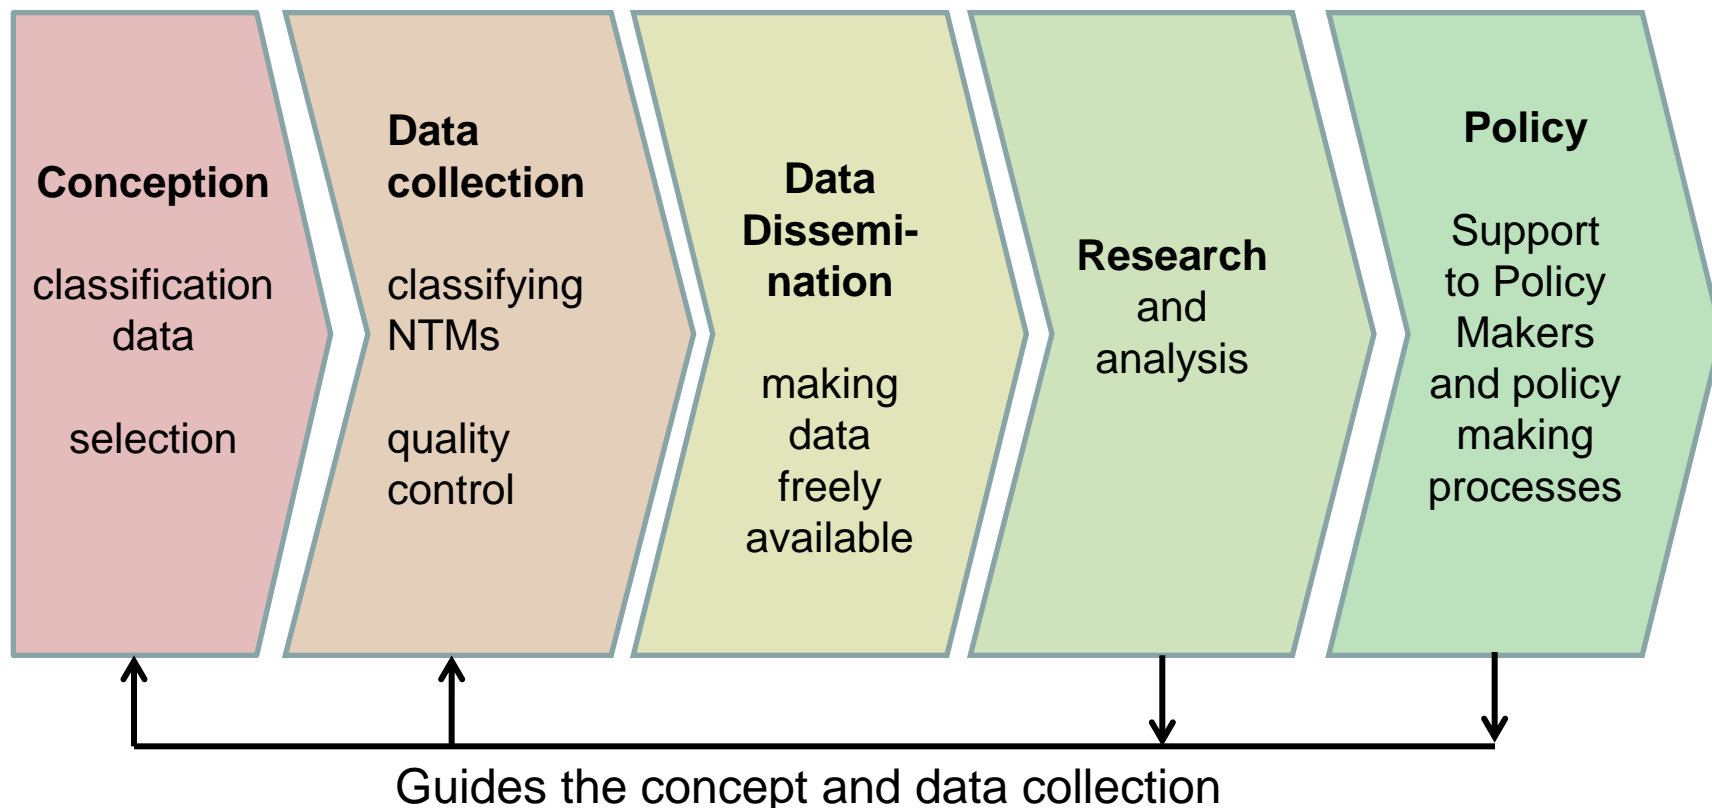 Conception
classification
data
selection
Data
collection
classifying
NTMs
quality
control
Data
Dissemi-
nation
making
data
freely
available
Research
and
analysis
Policy
Support
to Policy
Makers
and policy
making
processes
Guides the concept and data collection